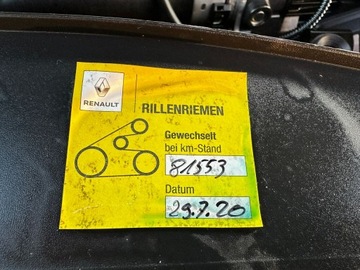 RENAULT
RILLENRIEMEN
Gewechselt
bei km-Stand
81553
Datum
29.7.20